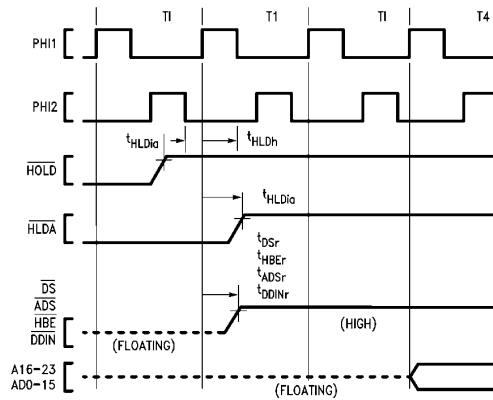 TI T1 TI T4
PHI1
PHI2
tHLDia tHLDh
HOLD
tHLDia
HLDA
tDSr
tHBEr
tADSr
tDDINr
DS
ADS
HBE
DDIN
(HIGH)
(FLOATING)
A16-23
AD0-15
(FLOATING)